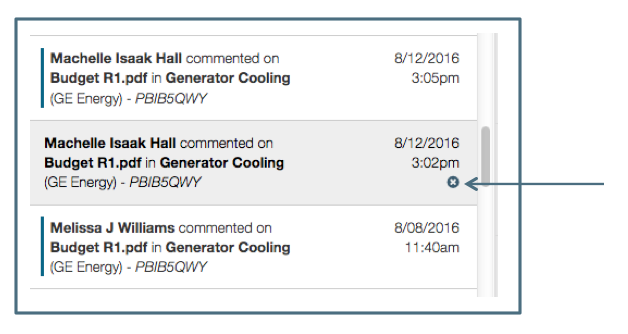 Machelle Isaak Hall commented on 8/12/2016
Budget R1.pdf in Generator Cooling 3:05pm
(GE Energy) - PBIB5QWY
Machelle Isaak Hall commented on 8/12/2016
Budget R1.pdf in Generator Cooling 3:02pm
(GE Energy) - PBIB5QWY
Melissa J Williams commented on 8/08/2016
Budget R1.pdf in Generator Cooling 11:40am
(GE Energy) - PBIB5QWY